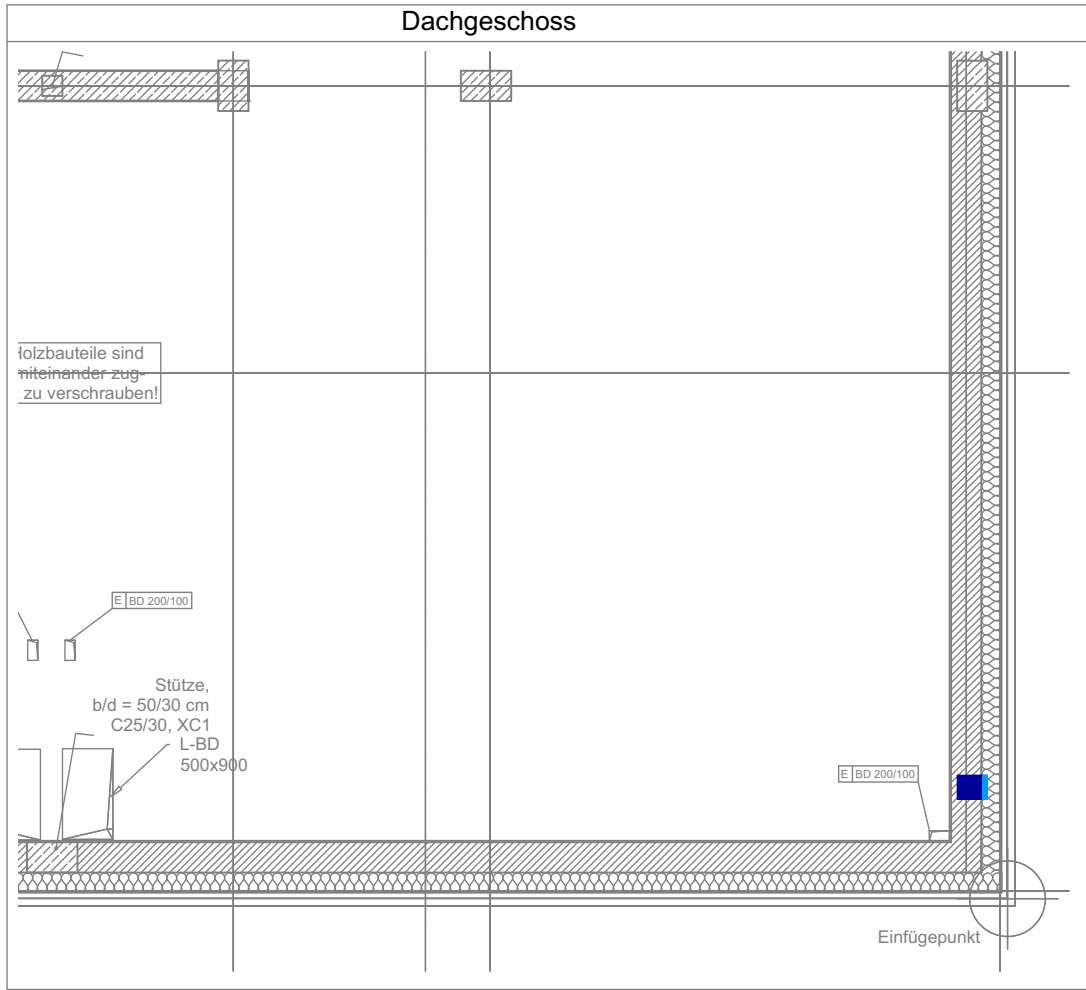 Dachgeschoss
Holzbauteile sind
miteinander zug-
zu verschrauben!
E BD 200/100
Stütze,
b/d = 50/30 cm
C25/30, XC1
L-BD
500x900
E BD 200/100
Einfügepunkt